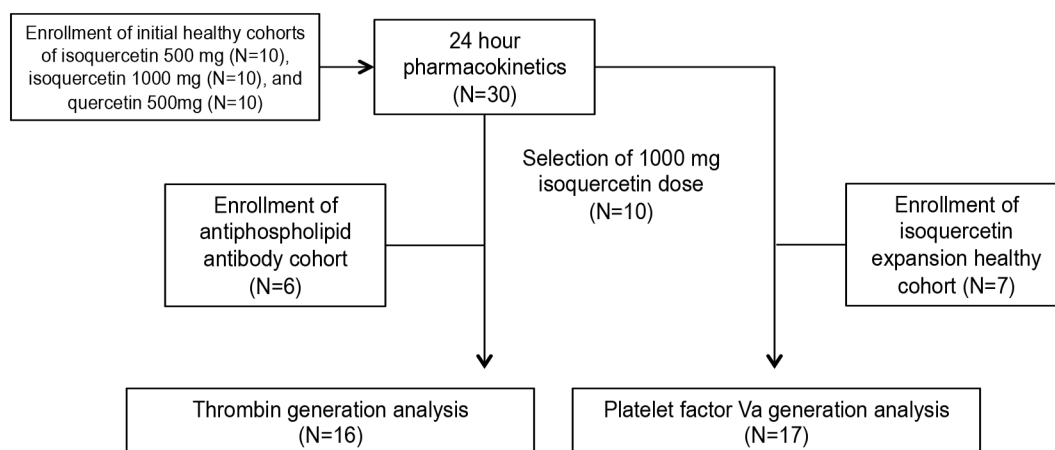 Enrollment of initial healthy cohorts
of isoquercetin 500 mg (N=10),
isoquercetin 1000 mg (N=10), and
quercetin 500mg (N=10)
24 hour
pharmacokinetics
(N=30)
Selection of 1000 mg
isoquercetin dose
(N=10)
Enrollment of
antiphospholipid
antibody cohort
(N=6)
Enrollment of
isoquercetin
expansion healthy
cohort (N=7)
Thrombin generation analysis
(N=16)
Platelet factor Va generation analysis
(N=17)